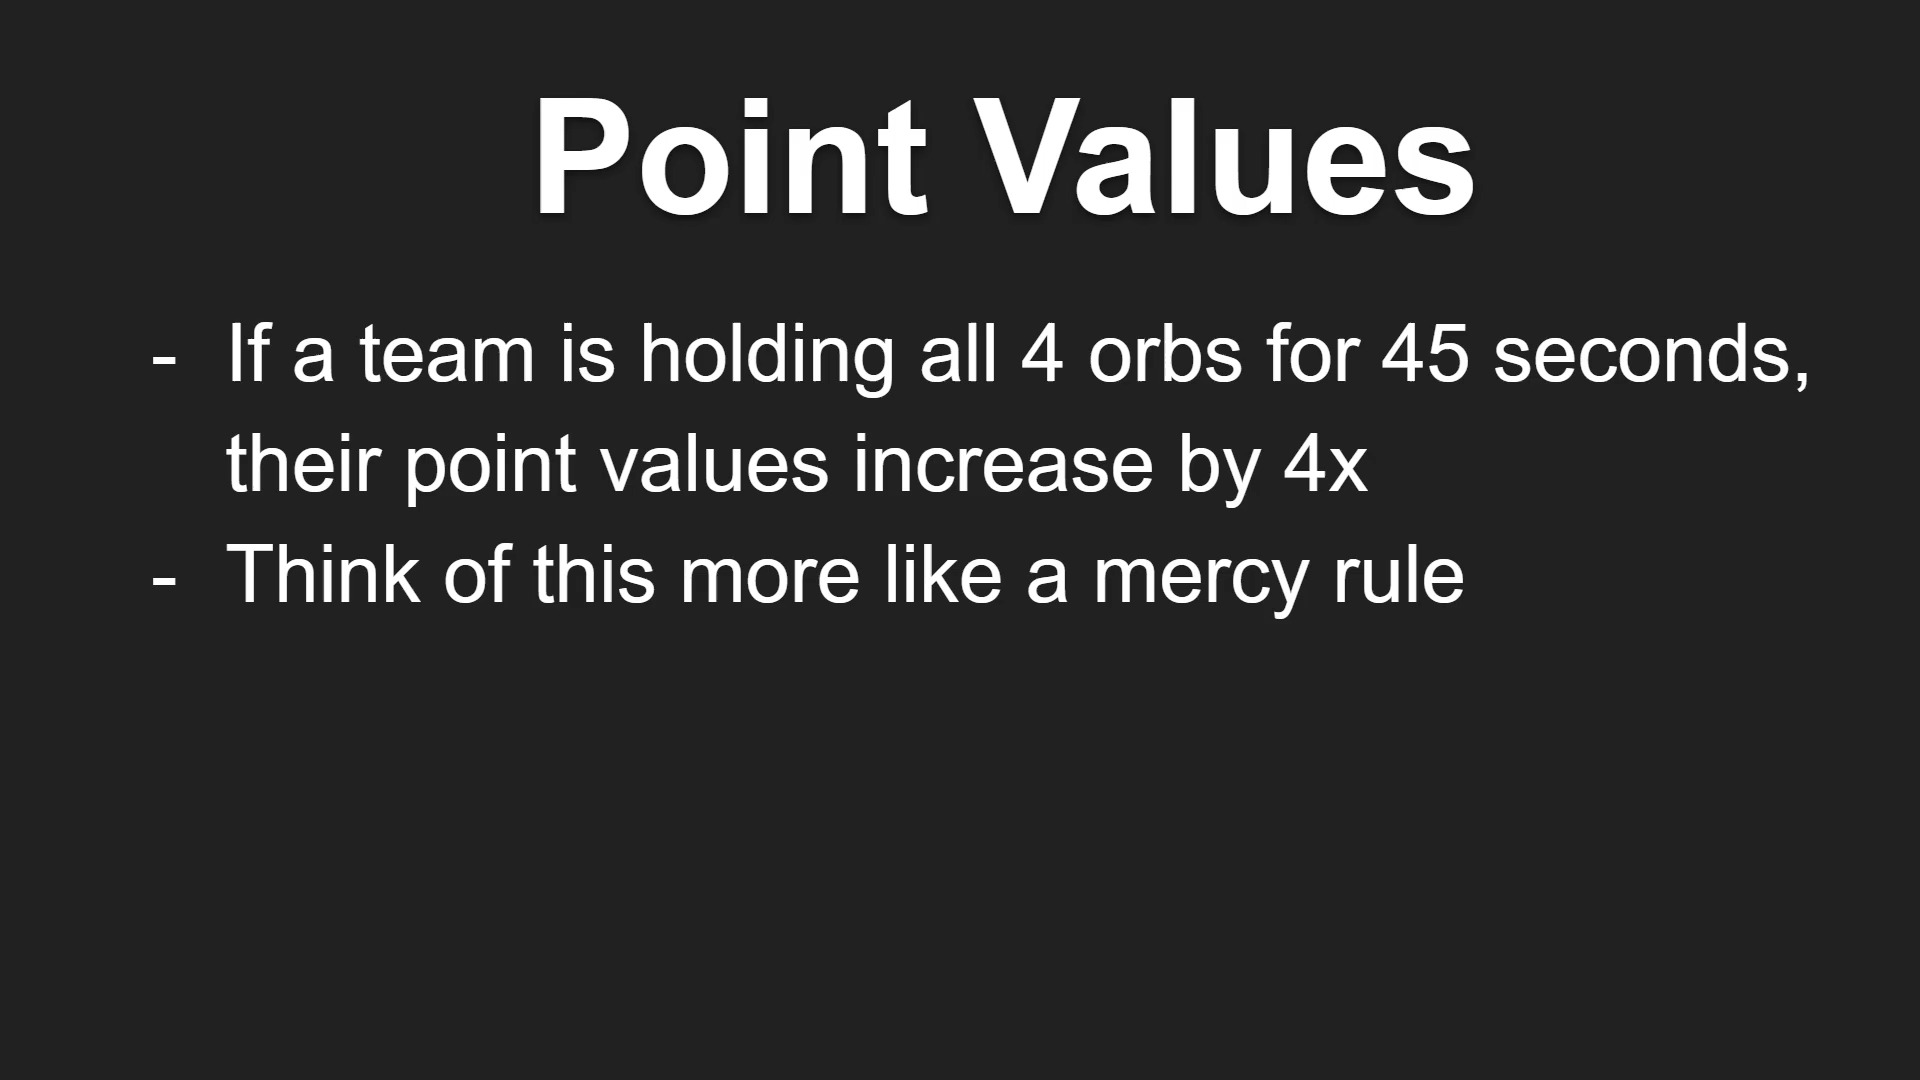 Point Values
- If a team is holding all 4 orbs for 45 seconds,
their point values increase by 4x
- Think of this more like a mercy rule